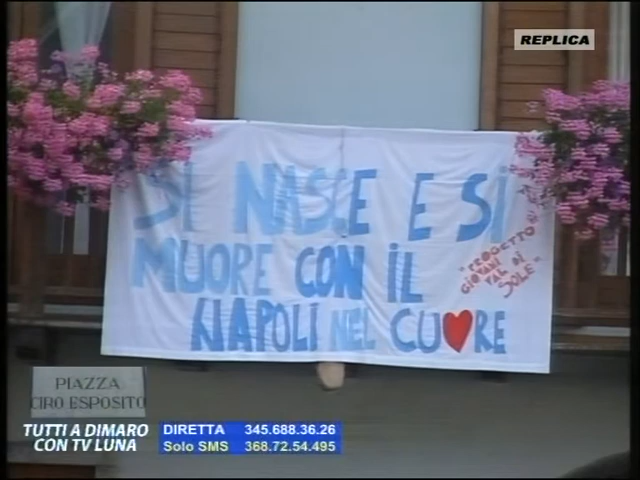 REPLICA
SI NASCE E SI
MUORE CON IL
NAPOLI NEL CUORE
"PROGETTO
GIOVANI
VAL DI
SOLE"
PIAZZA
CIRO ESPOSITO
TUTTI A DIMARO
CON TV LUNA
DIRETTA 345.688.36.26
Solo SMS 368.72.54.495